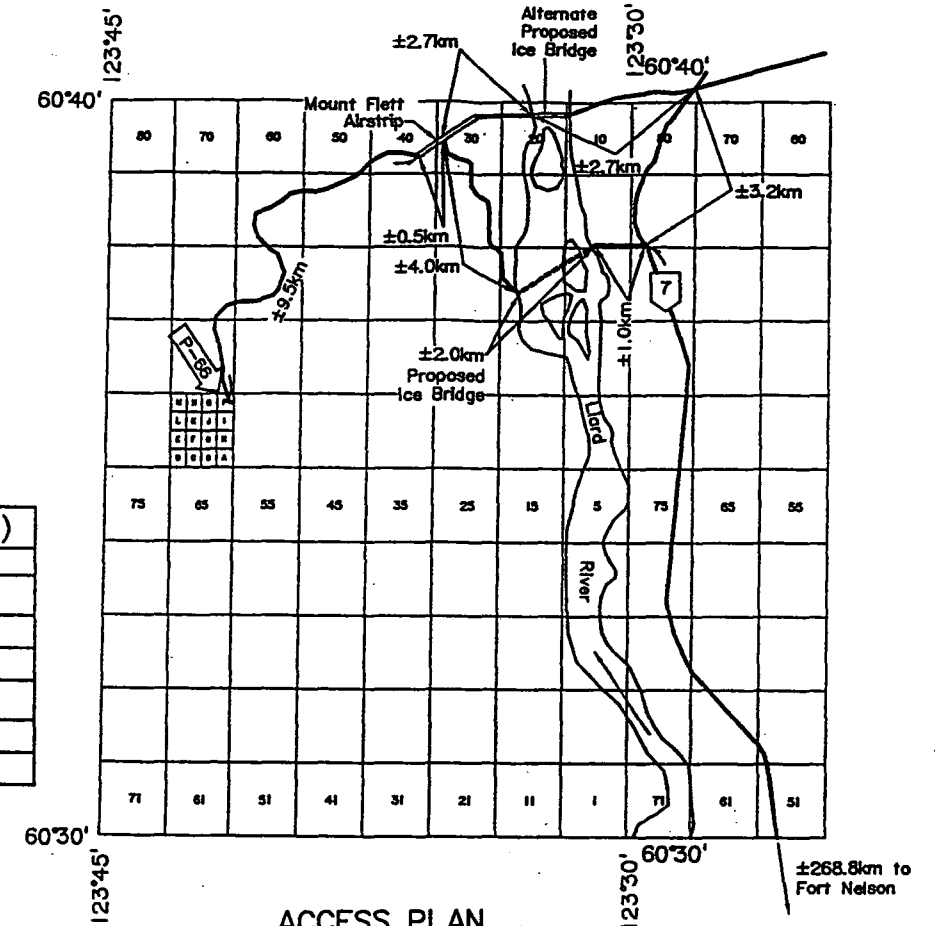 123°45'
Alternate
Proposed
Ice Bridge
123°30'
60°40'
±2.7km
60°40'
Mount Flett
Airstrip
80 70 60 50 40 30 20 10 80 70 60
±2.7km
±3.2km
±0.5km
±4.0km
±9.5km
7
±1.0km
P-66
±2.0km
Proposed
Ice Bridge
L K J I
E F G H
D C B A
Liard
River
75 65 55 45 35 25 15 5 75 65 55
)
71 61 51 41 31 21 11 1 71 61 51
60°30'
60°30'
123°45'
123°30'
±268.8km to
Fort Nelson
ACCESS PLAN